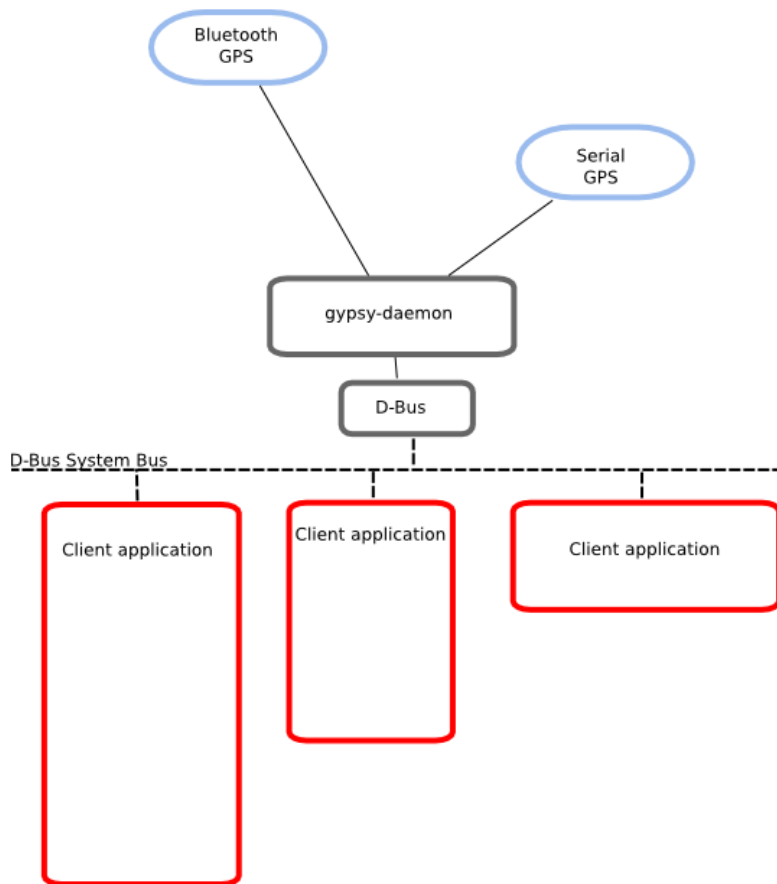 Bluetooth
GPS
Serial
GPS
gypsy-daemon
D-Bus
D-Bus System Bus
Client application
Client application
Client application